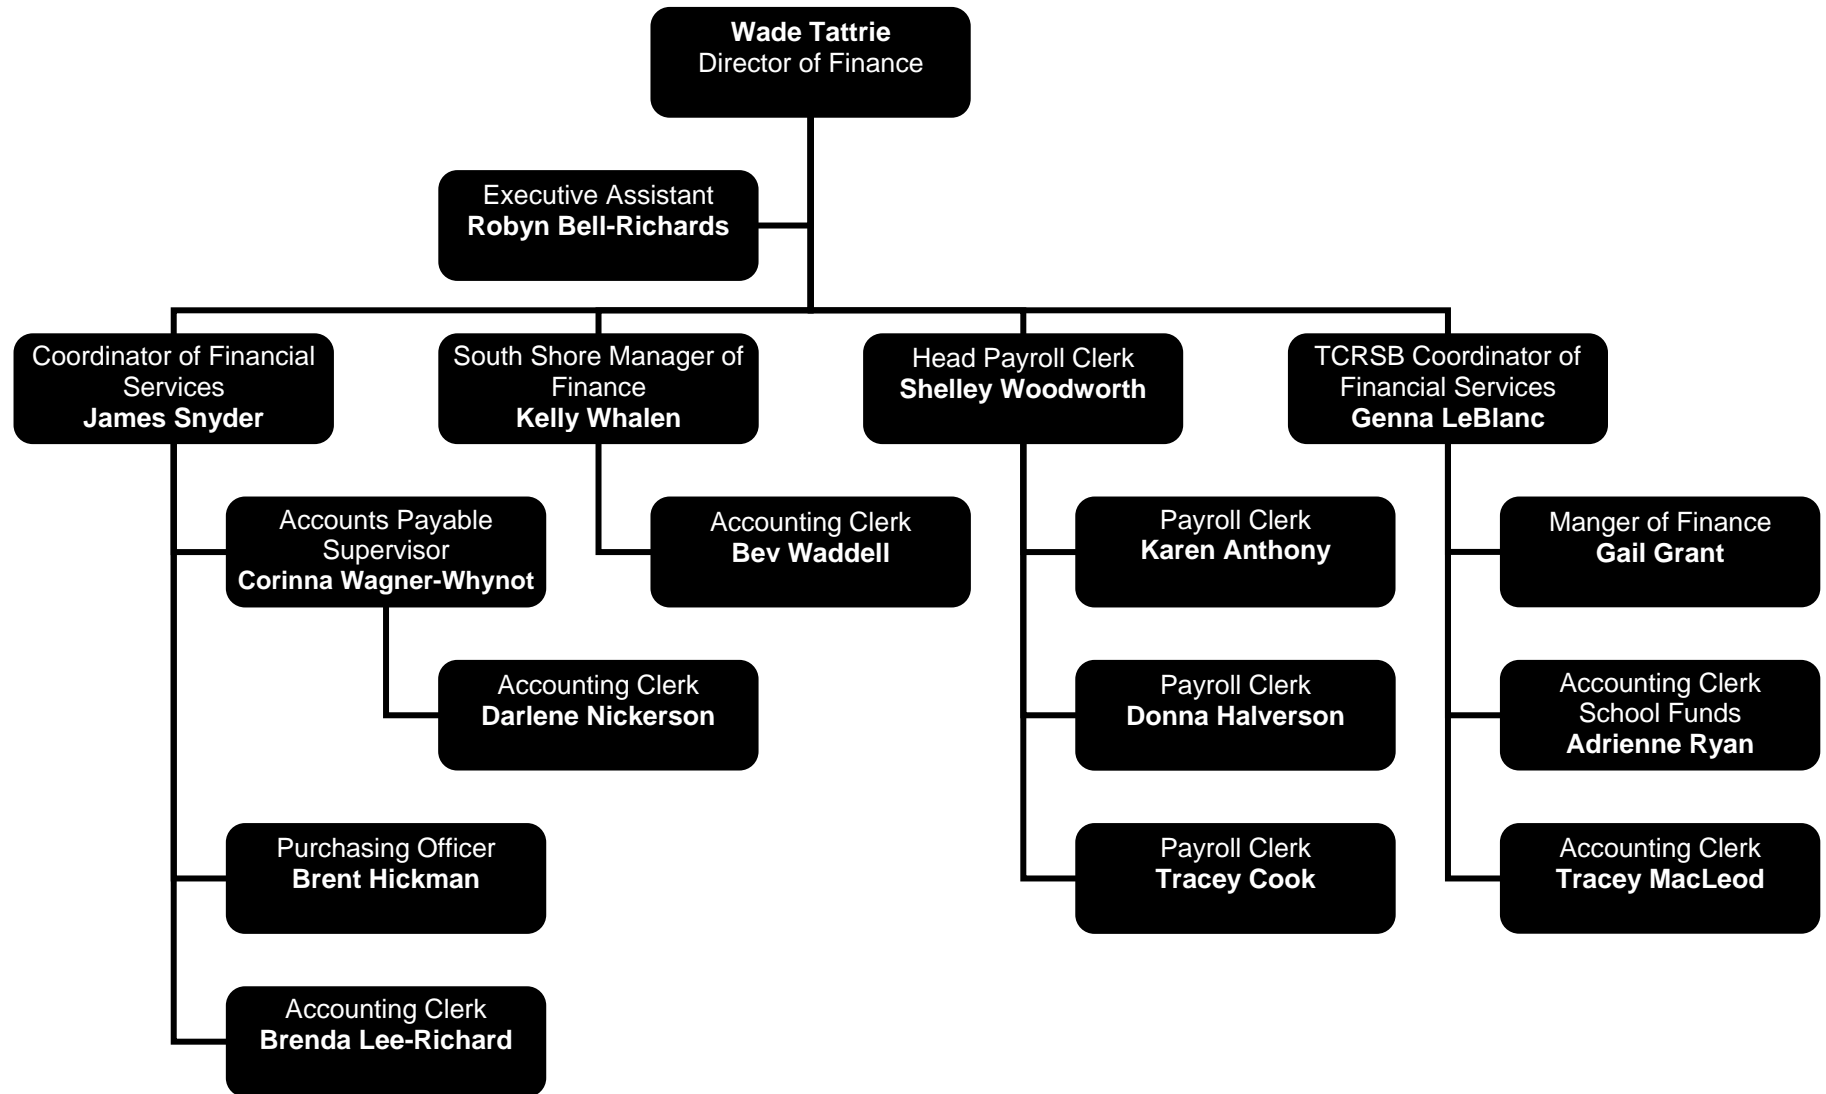 Wade Tattrie
Director of Finance
Executive Assistant
Robyn Bell-Richards
Coordinator of Financial
Services
James Snyder
South Shore Manager of
Finance
Kelly Whalen
Head Payroll Clerk
Shelley Woodworth
TCRSB Coordinator of
Financial Services
Genna LeBlanc
Accounts Payable
Supervisor
Corinna Wagner-Whynot
Accounting Clerk
Bev Waddell
Payroll Clerk
Karen Anthony
Manger of Finance
Gail Grant
Accounting Clerk
Darlene Nickerson
Payroll Clerk
Donna Halverson
Accounting Clerk
School Funds
Adrienne Ryan
Purchasing Officer
Brent Hickman
Payroll Clerk
Tracey Cook
Accounting Clerk
Tracey MacLeod
Accounting Clerk
Brenda Lee-Richard